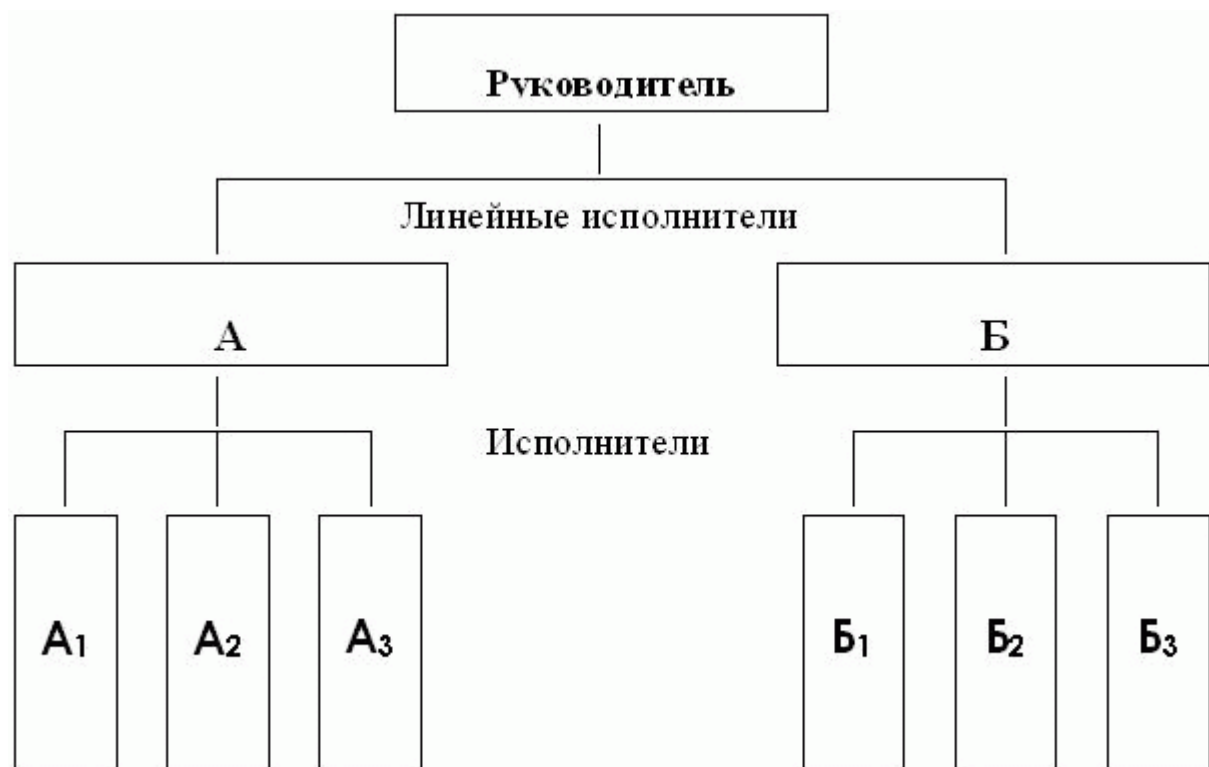 Руководитель
Линейные исполнители
А
Б
Исполнители
А1
А2
А3
Б1
Б2
Б3